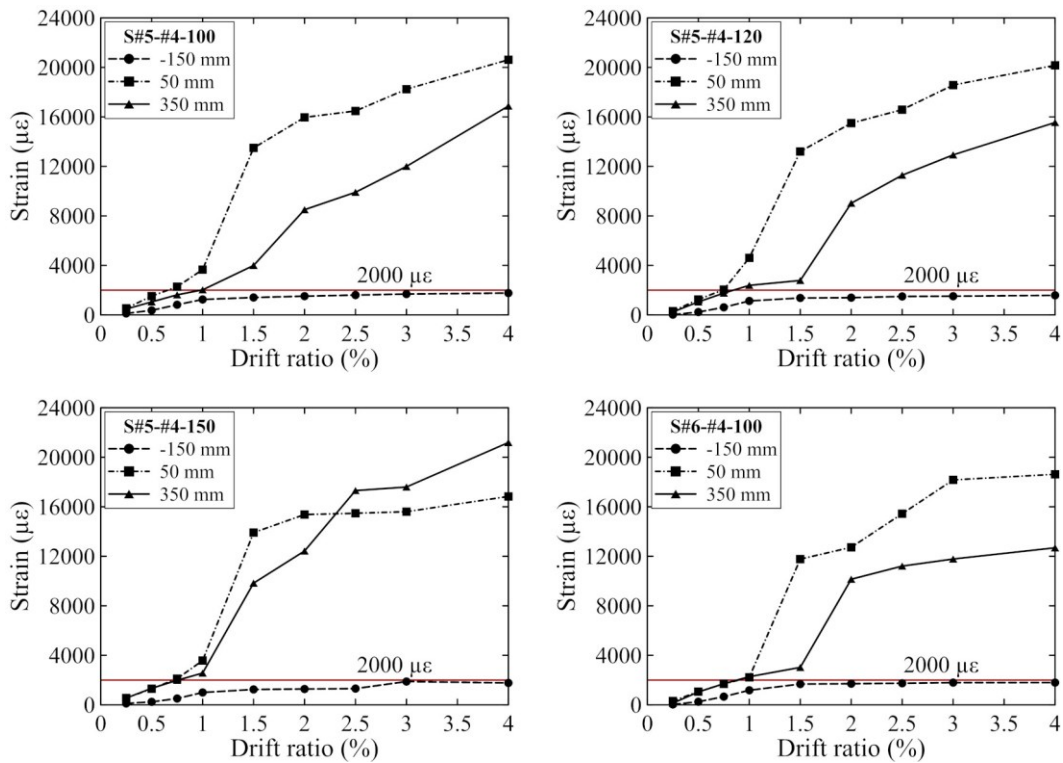 24000
20000
16000
12000
8000
4000
0
Strain (με)
S#5-#4-100
-150 mm
50 mm
350 mm
2000 με
0 0.5 1 1.5 2 2.5 3 3.5 4
Drift ratio (%)
24000
20000
16000
12000
8000
4000
0
Strain (με)
S#5-#4-120
-150 mm
50 mm
350 mm
2000 με
0 0.5 1 1.5 2 2.5 3 3.5 4
Drift ratio (%)
24000
20000
16000
12000
8000
4000
0
Strain (με)
S#5-#4-150
-150 mm
50 mm
350 mm
2000 με
0 0.5 1 1.5 2 2.5 3 3.5 4
Drift ratio (%)
24000
20000
16000
12000
8000
4000
0
Strain (με)
S#6-#4-100
-150 mm
50 mm
350 mm
2000 με
0 0.5 1 1.5 2 2.5 3 3.5 4
Drift ratio (%)